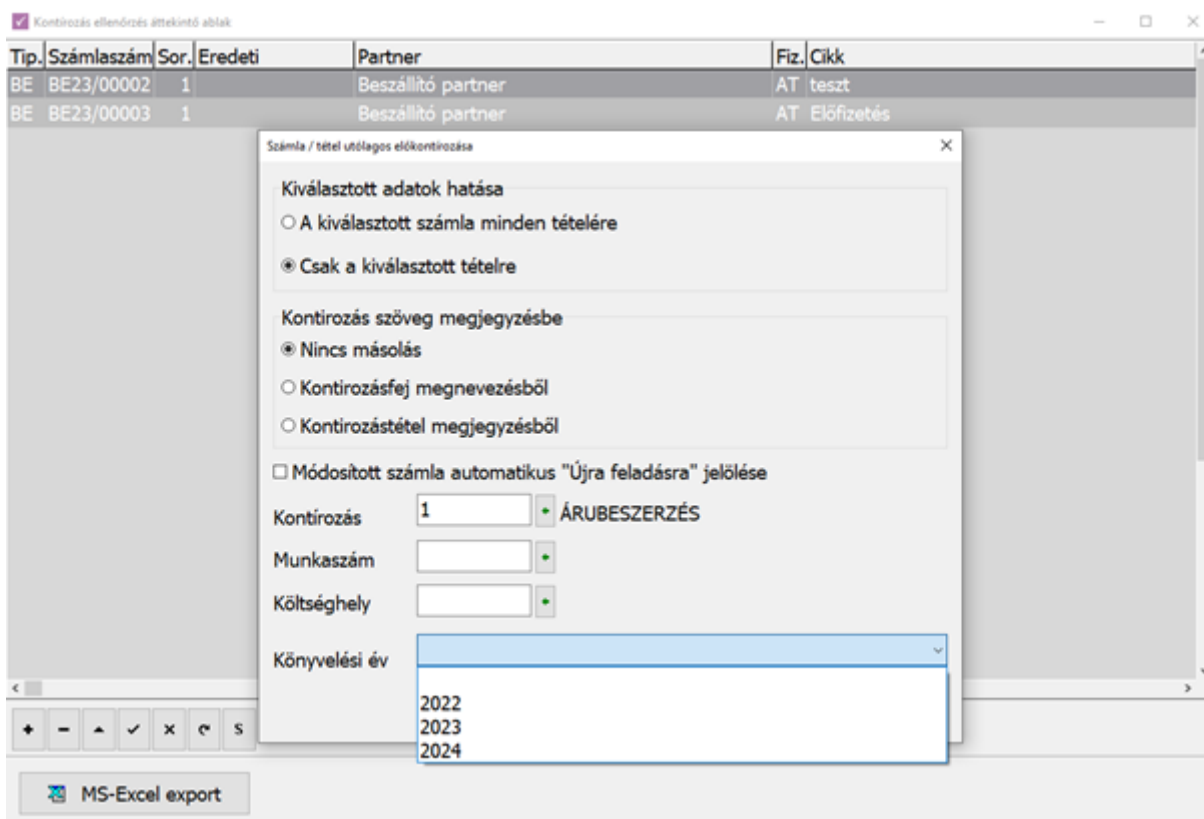 Kontírozás ellenőrzés áttekintő ablak
Tip. Számlaszám Sor. Eredeti Partner Fiz. Cikk
BE BE23/00002 1 Beszállító partner AT teszt
BE BE23/00003 1 Beszállító partner AT Előfizetés
Számla / tétel utólagos előkontírozása
Kiválasztott adatok hatása
A kiválasztott számla minden tételére
Csak a kiválasztott tételre
Kontirozás szöveg megjegyzésbe
Nincs másolás
Kontirozásfej megnevezésből
Kontirozástétel megjegyzésből
Módosított számla automatikus "Újra feladásra" jelölése
Kontírozás 1 ÁRUBESZERZÉS
Munkaszám
Költséghely
Könyvelési év
2022
2023
2024
S
MS-Excel export